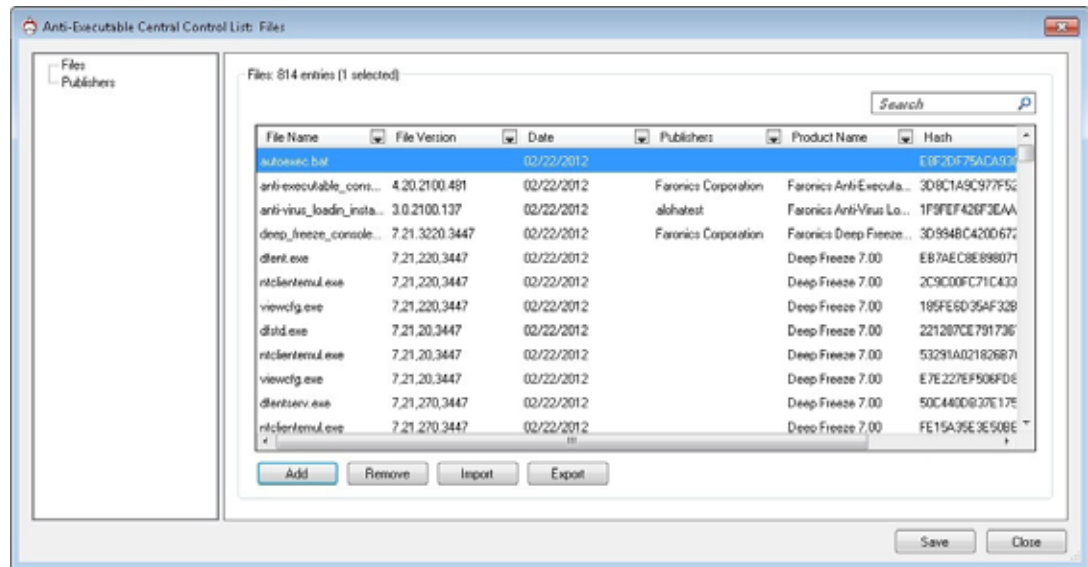 Anti-Executable Central Control List: Files
Files
Publishers
Files: 814 entries (1 selected)
Search
File Name File Version Date Publishers Product Name Hash
autoexec.bat 02/22/2012
anti-executable_cons... 4.20.2100.481 02/22/2012 Faronics Corporation Faronics Anti-Executa... 3D8C1A9C977F52
anti-virus_loadin_insta... 3.0.2100.137 02/22/2012 alohatest Faronics Anti-Virus Lo... 1F9FEF426F3EAA
deep_freeze_console... 7.21.3220.3447 02/22/2012 Faronics Corporation Faronics Deep Freeze... 3D994BC420D672
dfent.exe 7,21,220,3447 02/22/2012 Deep Freeze 7.00 EB7AEC8E898071
ntclientemul.exe 7,21,220,3447 02/22/2012 Deep Freeze 7.00 2C9C00FC71C433
viewcfg.exe 7,21,220,3447 02/22/2012 Deep Freeze 7.00 185FE6D35AF32B
dfstd.exe 7,21,20,3447 02/22/2012 Deep Freeze 7.00
ntclientemul.exe 7,21,20,3447 02/22/2012 Deep Freeze 7.00
viewcfg.exe 7,21,20,3447 02/22/2012 Deep Freeze 7.00
dfentserv.exe 7,21,270,3447 02/22/2012 Deep Freeze 7.00 50C440DB37E175
ntclientemul.exe 7,21,270,3447 02/22/2012 Deep Freeze 7.00 FE15A35E3E50BE
Add Remove Import Export
Save Close